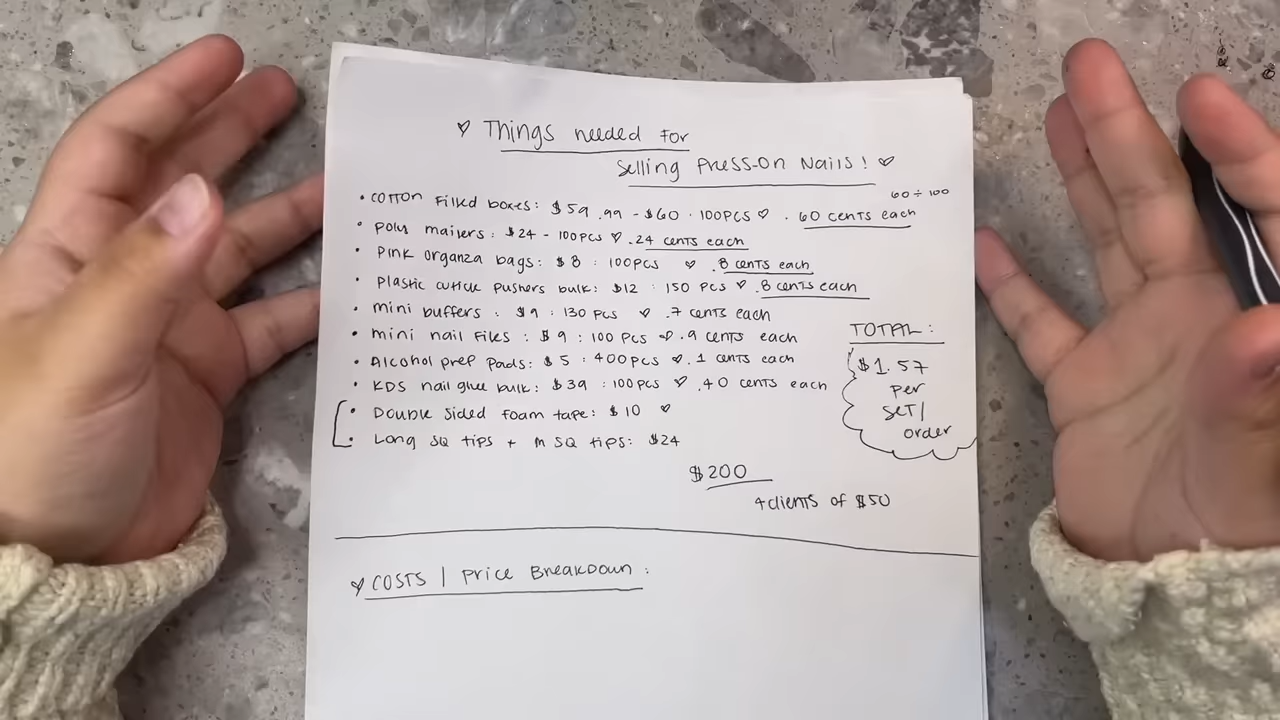 ♡ Things needed for
Selling Press-on Nails! ♡
• cotton filled boxes: $59.99 - $60 · 100pcs ♡ . 60 cents each
60 ÷ 100
• poly mailers: $24 - 100pcs ♡ .24 cents each
• Pink organza bags: $8 : 100pcs ♡ .8 cents each
• plastic cuticle pushers bulk: $12 : 150 pcs ♡ .8 cents each
• mini buffers: $9 : 130 pcs ♡ .7 cents each
• mini nail files: $9 : 100 pcs ♡ .9 cents each
• Alcohol prep pads: $5 : 400pcs ♡ .1 cents each
• KDS nail glue bulk: $39 : 100pcs ♡ .40 cents each
• Double sided foam tape: $10 ♡
• Long SQ tips + m SQ tips: $24
TOTAL:
$1.57
per
set/
order
$200
4 clients of $50
♡ COSTS | Price Breakdown: